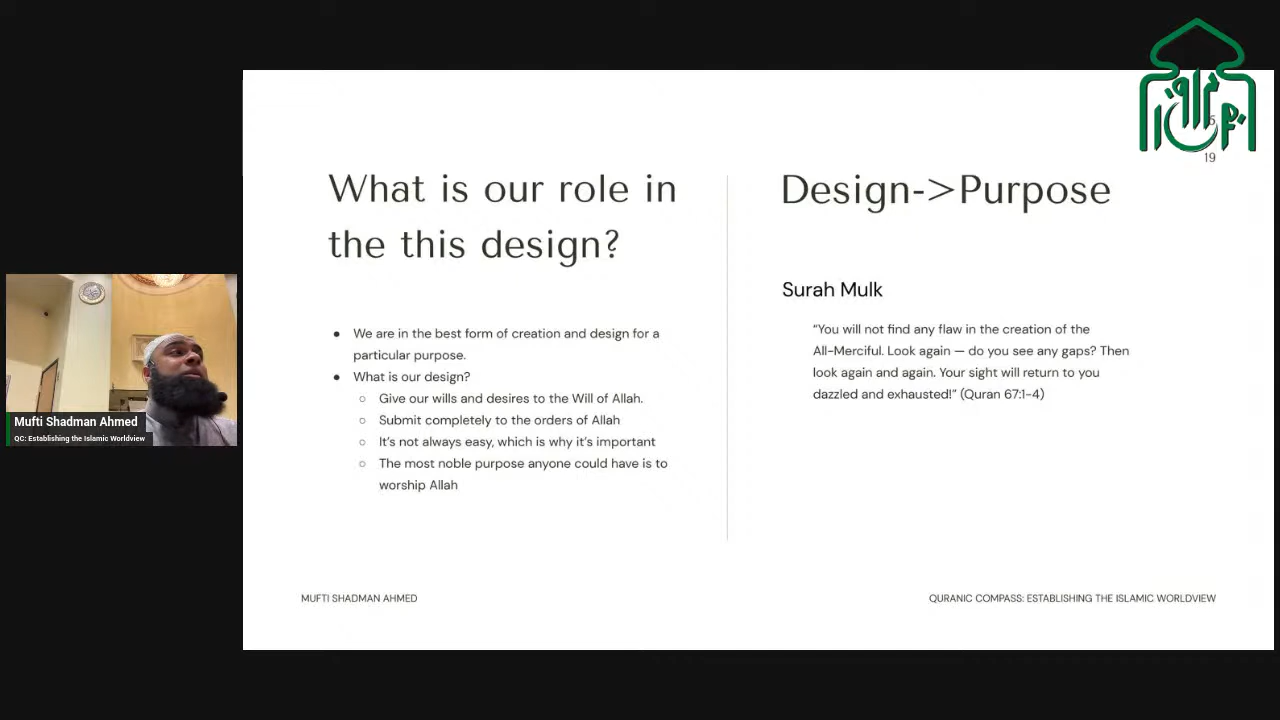 What is our role in
the this design?
● We are in the best form of creation and design for a
particular purpose.
● What is our design?
○ Give our wills and desires to the Will of Allah.
○ Submit completely to the orders of Allah
○ It's not always easy, which is why it's important
○ The most noble purpose anyone could have is to
worship Allah
19
Design->Purpose
Surah Mulk
“You will not find any flaw in the creation of the
All-Merciful. Look again — do you see any gaps? Then
look again and again. Your sight will return to you
dazzled and exhausted!” (Quran 67:1-4)
MUFTI SHADMAN AHMED
QURANIC COMPASS: ESTABLISHING THE ISLAMIC WORLDVIEW
Mufti Shadman Ahmed
QC: Establishing the Islamic Worldview